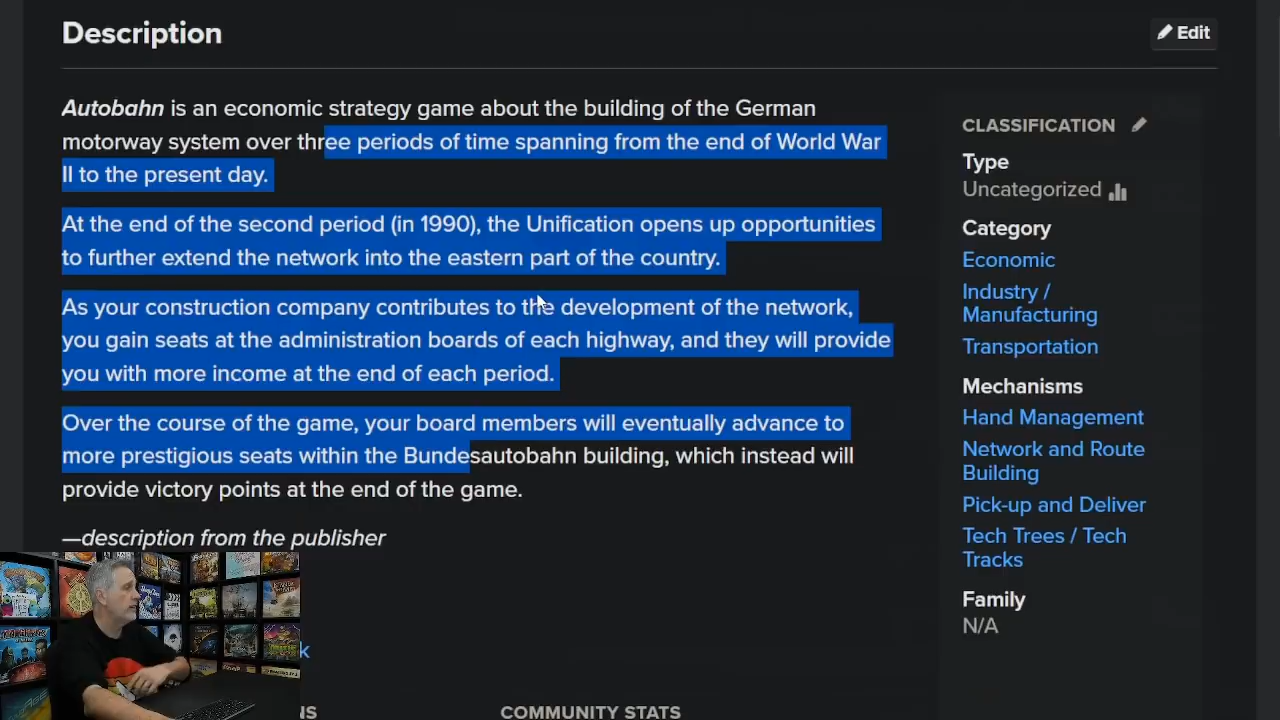 Description
Edit
Autobahn is an economic strategy game about the building of the German
motorway system over three periods of time spanning from the end of World War
II to the present day.
At the end of the second period (in 1990), the Unification opens up opportunities
to further extend the network into the eastern part of the country.
As your construction company contributes to the development of the network,
you gain seats at the administration boards of each highway, and they will provide
you with more income at the end of each period.
Over the course of the game, your board members will eventually advance to
more prestigious seats within the Bundesautobahn building, which instead will
provide victory points at the end of the game.
—description from the publisher
CLASSIFICATION
Type
Uncategorized
Category
Economic
Industry /
Manufacturing
Transportation
Mechanisms
Hand Management
Network and Route
Building
Pick-up and Deliver
Tech Trees / Tech
Tracks
Family
N/A
COMMUNITY STATS